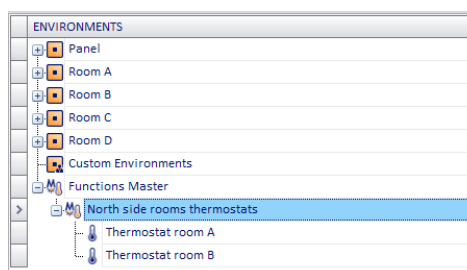 ENVIRONMENTS
Panel
Room A
Room B
Room C
Room D
Custom Environments
Functions Master
North side rooms thermostats
Thermostat room A
Thermostat room B